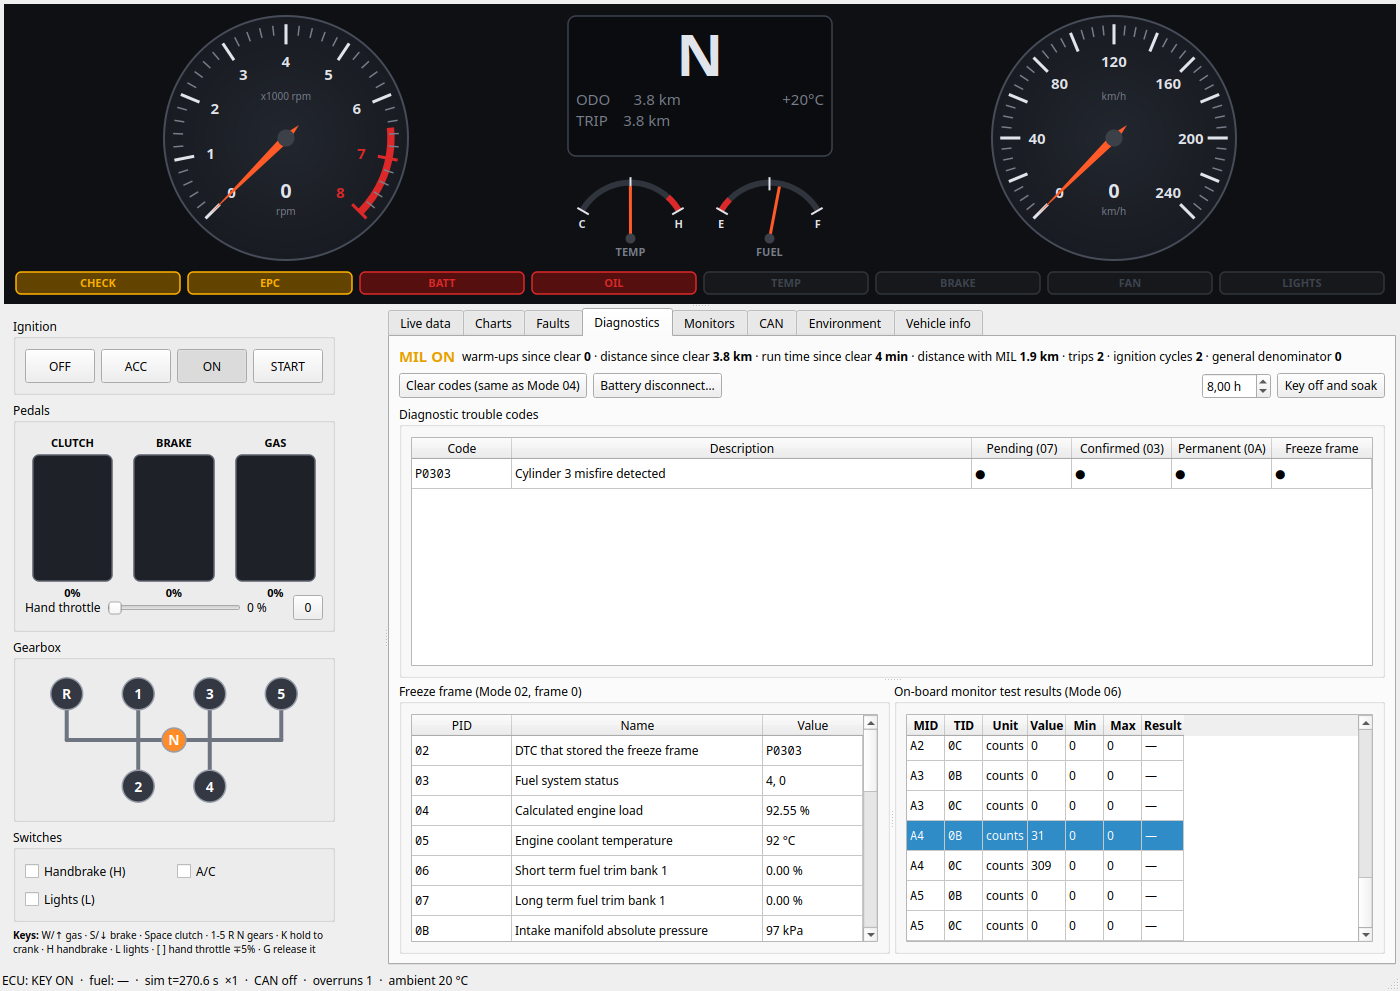 0 1 2 3 4 5 6 7 8
x1000 rpm
0
rpm
N
ODO 3.8 km +20°C
TRIP 3.8 km
C H
TEMP
E F
FUEL
0 40 80 120 160 200 240
km/h
0
km/h
CHECK EPC BATT OIL TEMP BRAKE FAN LIGHTS
Ignition
OFF ACC ON START
Pedals
CLUTCH BRAKE GAS
0% 0% 0%
Hand throttle 0 % 0
Gearbox
R 1 3 5
N
2 4
Switches
Handbrake (H) A/C
Lights (L)
Keys: W/↑ gas · S/↓ brake · Space clutch · 1-5 R N gears · K hold to
crank · H handbrake · L lights · [ ] hand throttle ∓5% · G release it
Live data Charts Faults Diagnostics Monitors CAN Environment Vehicle info
MIL ON warm-ups since clear 0 · distance since clear 3.8 km · run time since clear 4 min · distance with MIL 1.9 km · trips 2 · ignition cycles 2 · general denominator 0
Clear codes (same as Mode 04) Battery disconnect... 8,00 h Key off and soak
Diagnostic trouble codes
Code Description Pending (07) Confirmed (03) Permanent (0A) Freeze frame
P0303 Cylinder 3 misfire detected ● ● ● ●
Freeze frame (Mode 02, frame 0)
PID Name Value
02 DTC that stored the freeze frame P0303
03 Fuel system status 4, 0
04 Calculated engine load 92.55 %
05 Engine coolant temperature 92 °C
06 Short term fuel trim bank 1 0.00 %
07 Long term fuel trim bank 1 0.00 %
0B Intake manifold absolute pressure 97 kPa
On-board monitor test results (Mode 06)
MID TID Unit Value Min Max Result
A2 0C counts 0 0 0 —
A3 0B counts 0 0 0 —
A3 0C counts 0 0 0 —
A4 0B counts 31 0 0 —
A4 0C counts 309 0 0 —
A5 0B counts 0 0 0 —
A5 0C counts 0 0 0 —
ECU: KEY ON · fuel: — · sim t=270.6 s ×1 · CAN off · overruns 1 · ambient 20 °C